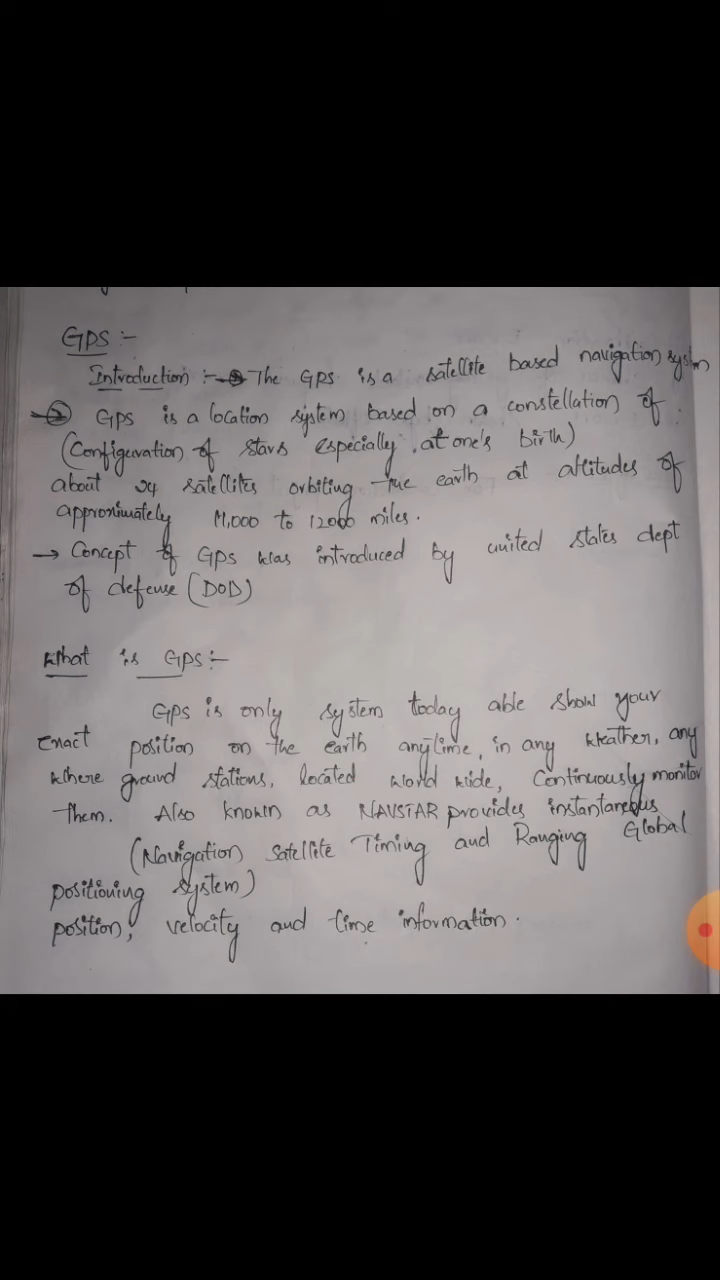 GPS :-
Introduction :-→ The GPS is a satellite based navigation system
→ GPS is a location system based on a constellation of
(Configuration of stars especially at one's birth)
about 24 satellites orbiting the earth at altitudes of
approximately 11,000 to 12000 miles.
→ Concept of GPS was introduced by united states dept
of defense (DOD)
What is GPS :-
GPS is only system today able show your
exact position on the earth anytime, in any weather, any
where ground stations, located world wide, Continuously monitor
them. Also known as NAVSTAR provides instantaneous
(Navigation Satellite Timing and Ranging Global
positioning system)
position, velocity and time information.